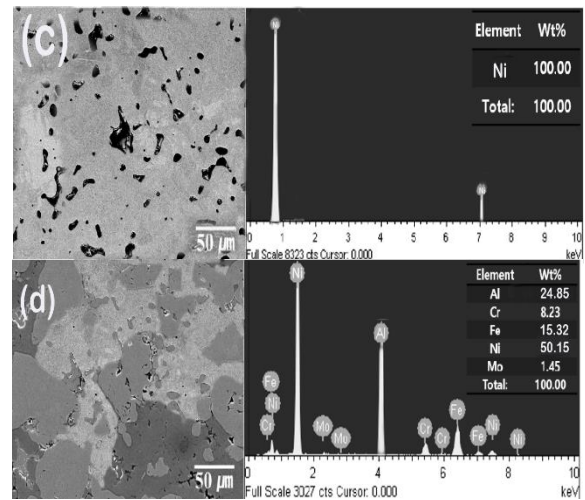 (c)
50 µm
Ni
Ni
0 1 2 3 4 5 6 7 8 9 10
Full Scale 8323 cts Cursor: 0.000
keV
Element Wt%
Ni 100.00
Total: 100.00
(d)
50 µm
Ni
Al
Fe
Ni
Cr
Mo
Mo
Cr
Cr
Fe
Fe
Ni
Ni
0 2 4 6 8 10
Full Scale 3027 cts Cursor: 0.000
keV
Element Wt%
Al 24.85
Cr 8.23
Fe 15.32
Ni 50.15
Mo 1.45
Total: 100.00